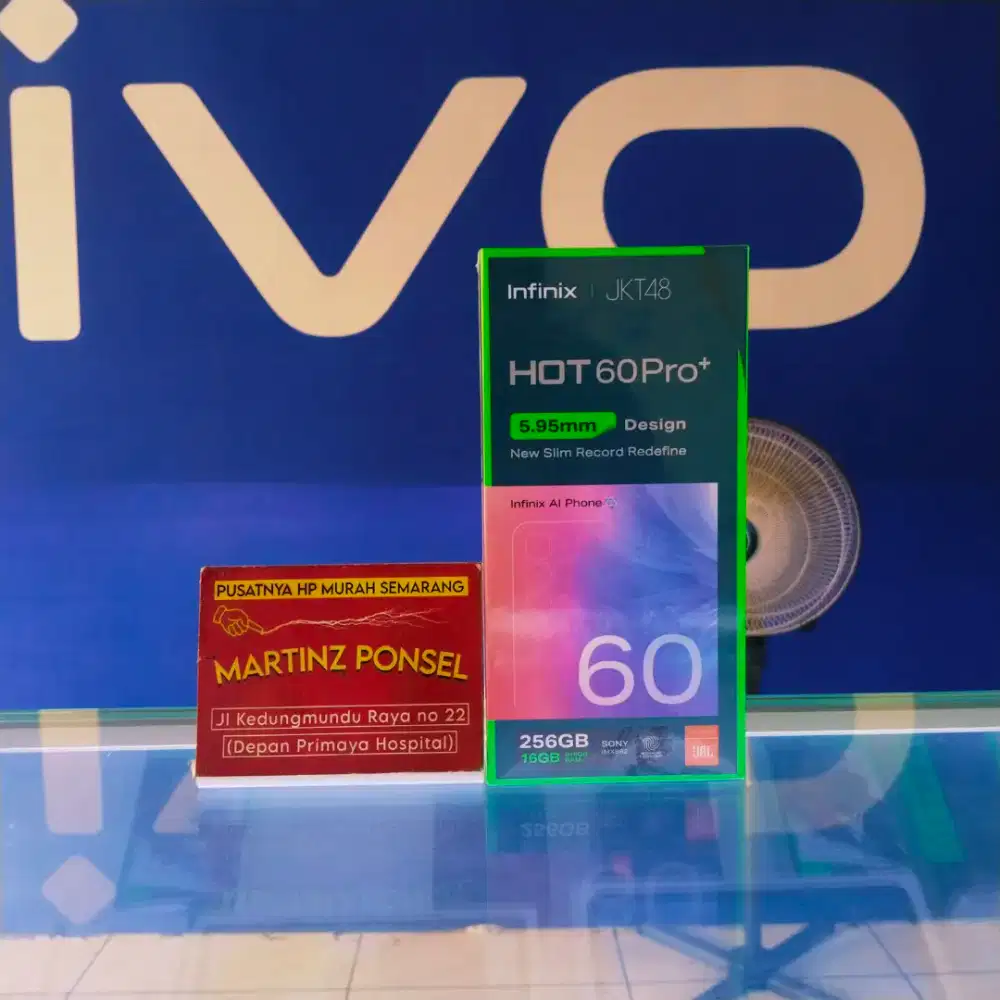 vivo
Infinix | JKT48
HOT 60Pro+
5.95mm Design
New Slim Record Redefine
Infinix AI Phone
60
256GB
16GB
SONY
JBL
PUSATNYA HP MURAH SEMARANG
MARTINZ PONSEL
Jl Kedungmundu Raya no 22
(Depan Primaya Hospital)